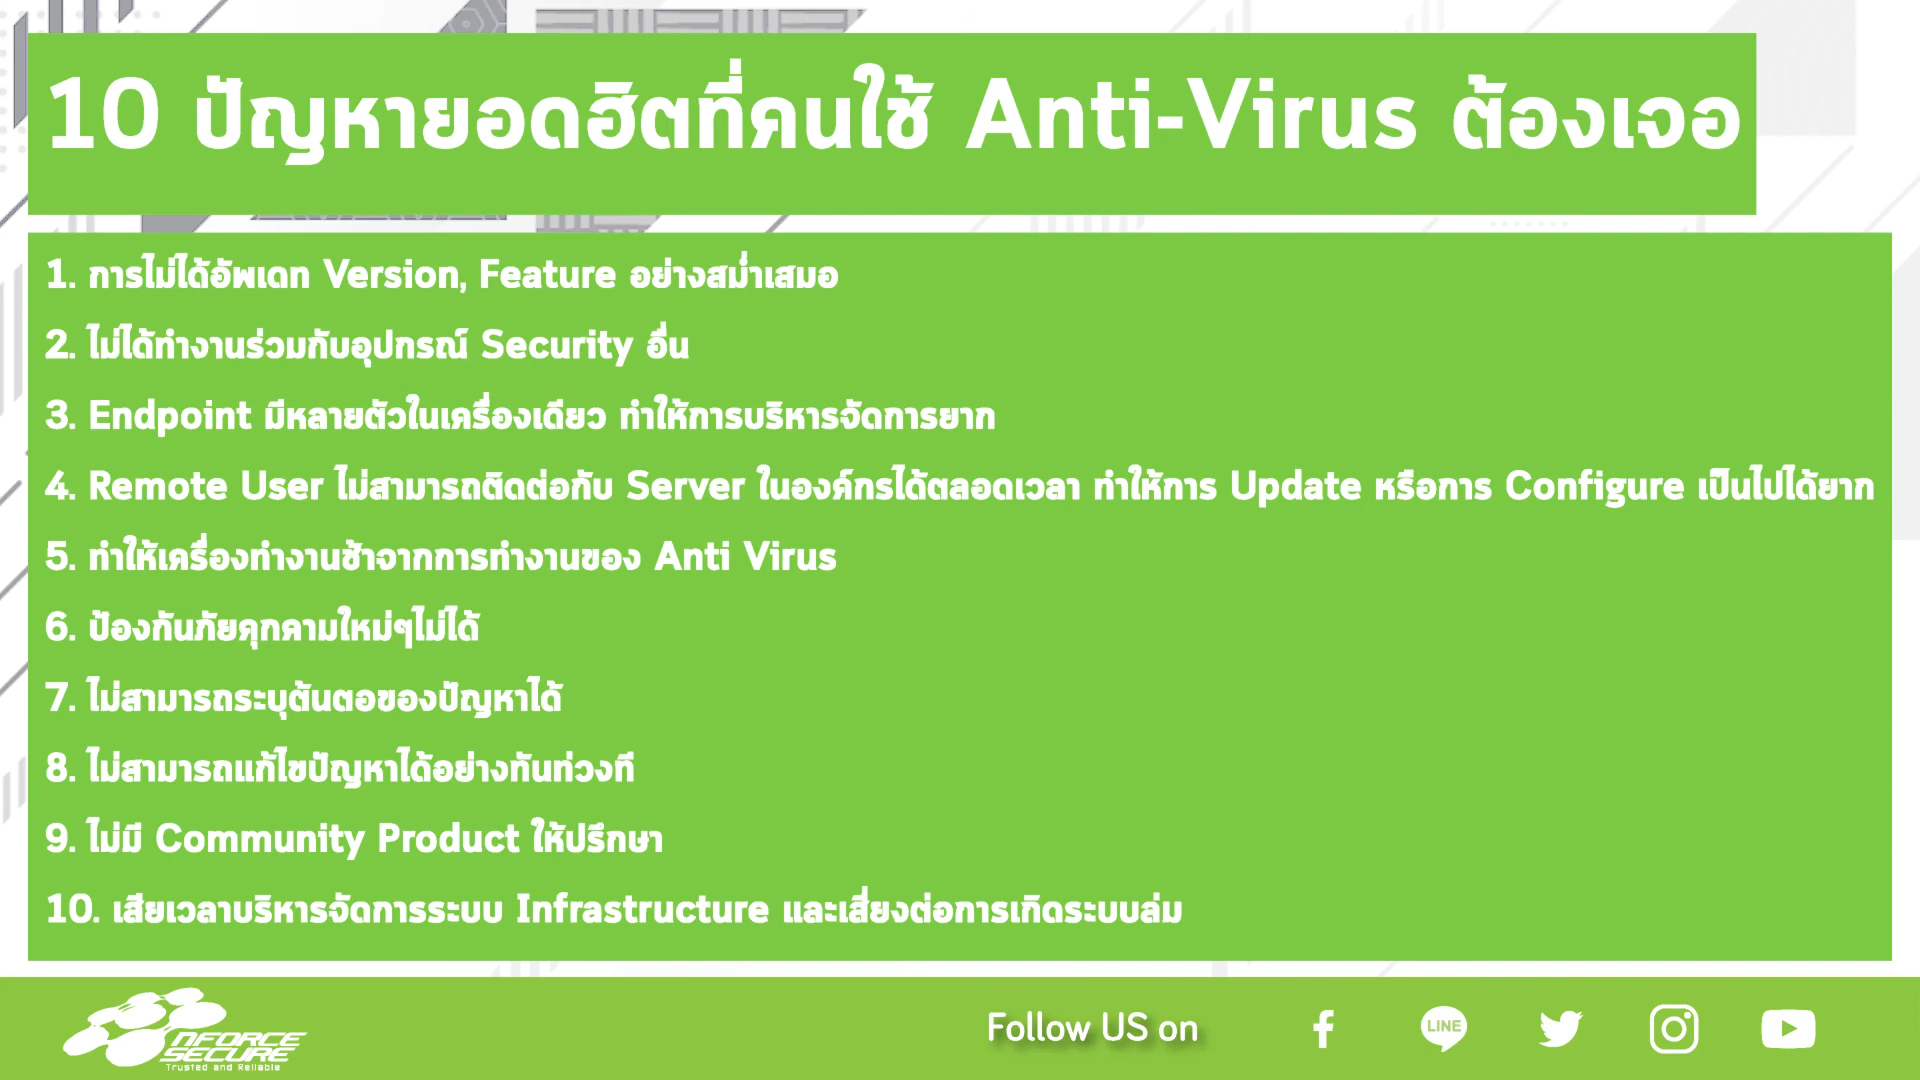 10 ปัญหายอดฮิตที่คนใช้ Anti-Virus ต้องเจอ
1. การไม่ได้อัพเดท Version, Feature อย่างสม่ำเสมอ
2. ไม่ได้ทำงานร่วมกับอุปกรณ์ Security อื่น
3. Endpoint มีหลายตัวในเครื่องเดียว ทำให้การบริหารจัดการยาก
4. Remote User ไม่สามารถติดต่อกับ Server ในองค์กรได้ตลอดเวลา ทำให้การ Update หรือการ Configure เป็นไปได้ยาก
5. ทำให้เครื่องทำงานช้าจากการทำงานของ Anti Virus
6. ป้องกันภัยคุกคามใหม่ๆไม่ได้
7. ไม่สามารถระบุต้นตอของปัญหาได้
8. ไม่สามารถแก้ไขปัญหาได้อย่างทันท่วงที
9. ไม่มี Community Product ให้ปรึกษา
10. เสียเวลาบริหารจัดการระบบ Infrastructure และเสี่ยงต่อการเกิดระบบล่ม
NFORCE
SECURE
Trusted and Reliable
Follow US on
LINE